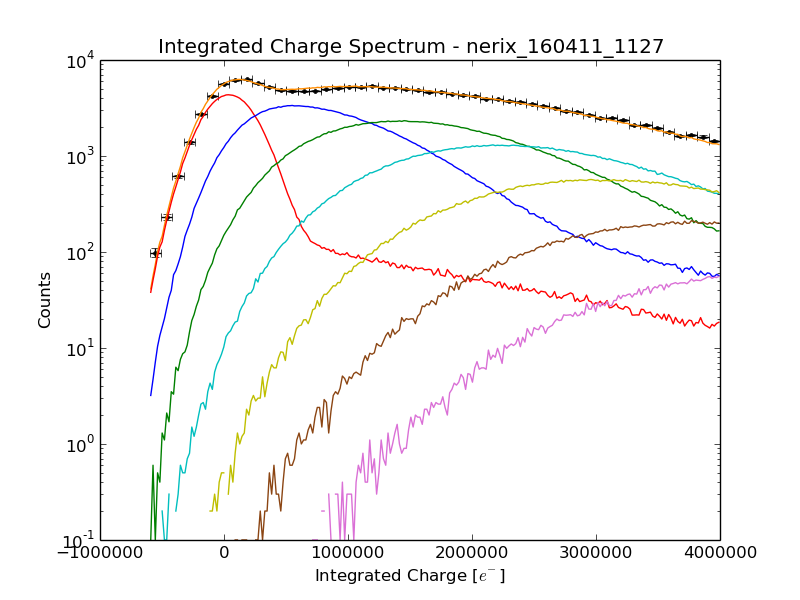 Integrated Charge Spectrum - nerix_160411_1127
10^4
10^3
10^2
10^1
10^0
10^-1
Counts
−1000000 0 1000000 2000000 3000000 4000000
Integrated Charge [e^-]